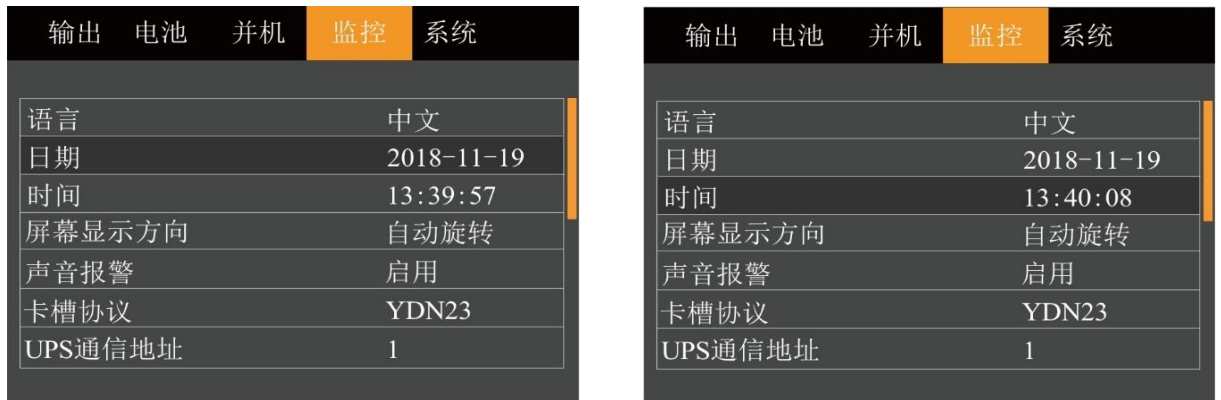 输出 电池 并机 监控 系统
语言 中文
日期 2018-11-19
时间 13:39:57
屏幕显示方向 自动旋转
声音报警 启用
卡槽协议 YDN23
UPS通信地址 1
输出 电池 并机 监控 系统
语言 中文
日期 2018-11-19
时间 13:40:08
屏幕显示方向 自动旋转
声音报警 启用
卡槽协议 YDN23
UPS通信地址 1